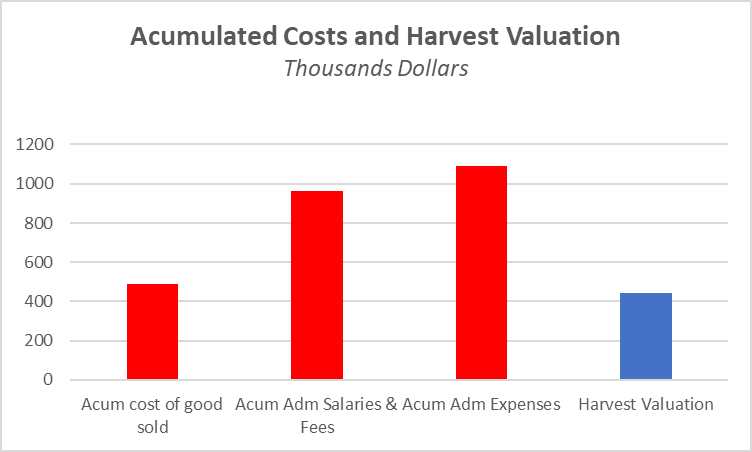 Acumulated Costs and Harvest Valuation
Thousands Dollars
1200
1000
800
600
400
200
0
Acum cost of good
sold
Acum Adm Salaries &
Fees
Acum Adm Expenses
Harvest Valuation